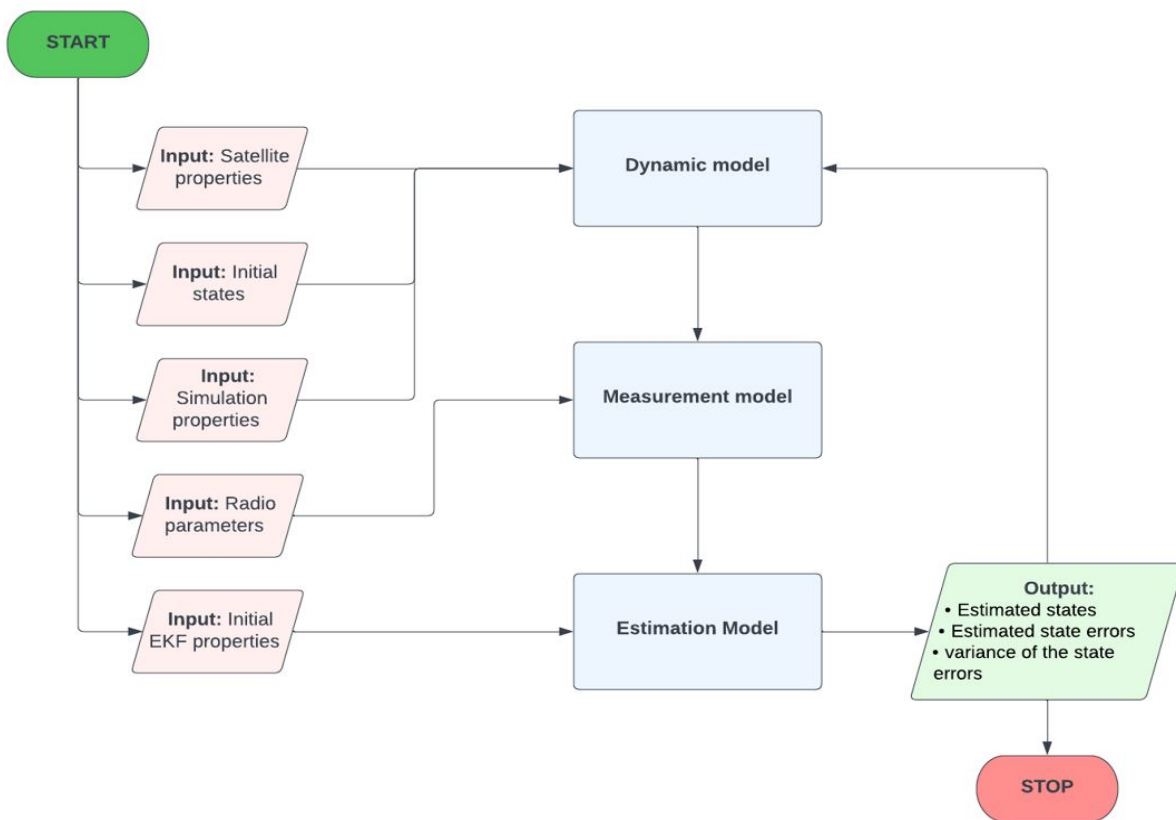 START
Input: Satellite
properties
Dynamic model
Input: Initial
states
Input:
Simulation
properties
Measurement model
Input: Radio
parameters
Input: Initial
EKF properties
Estimation Model
Output:
• Estimated states
• Estimated state errors
• variance of the state
errors
STOP